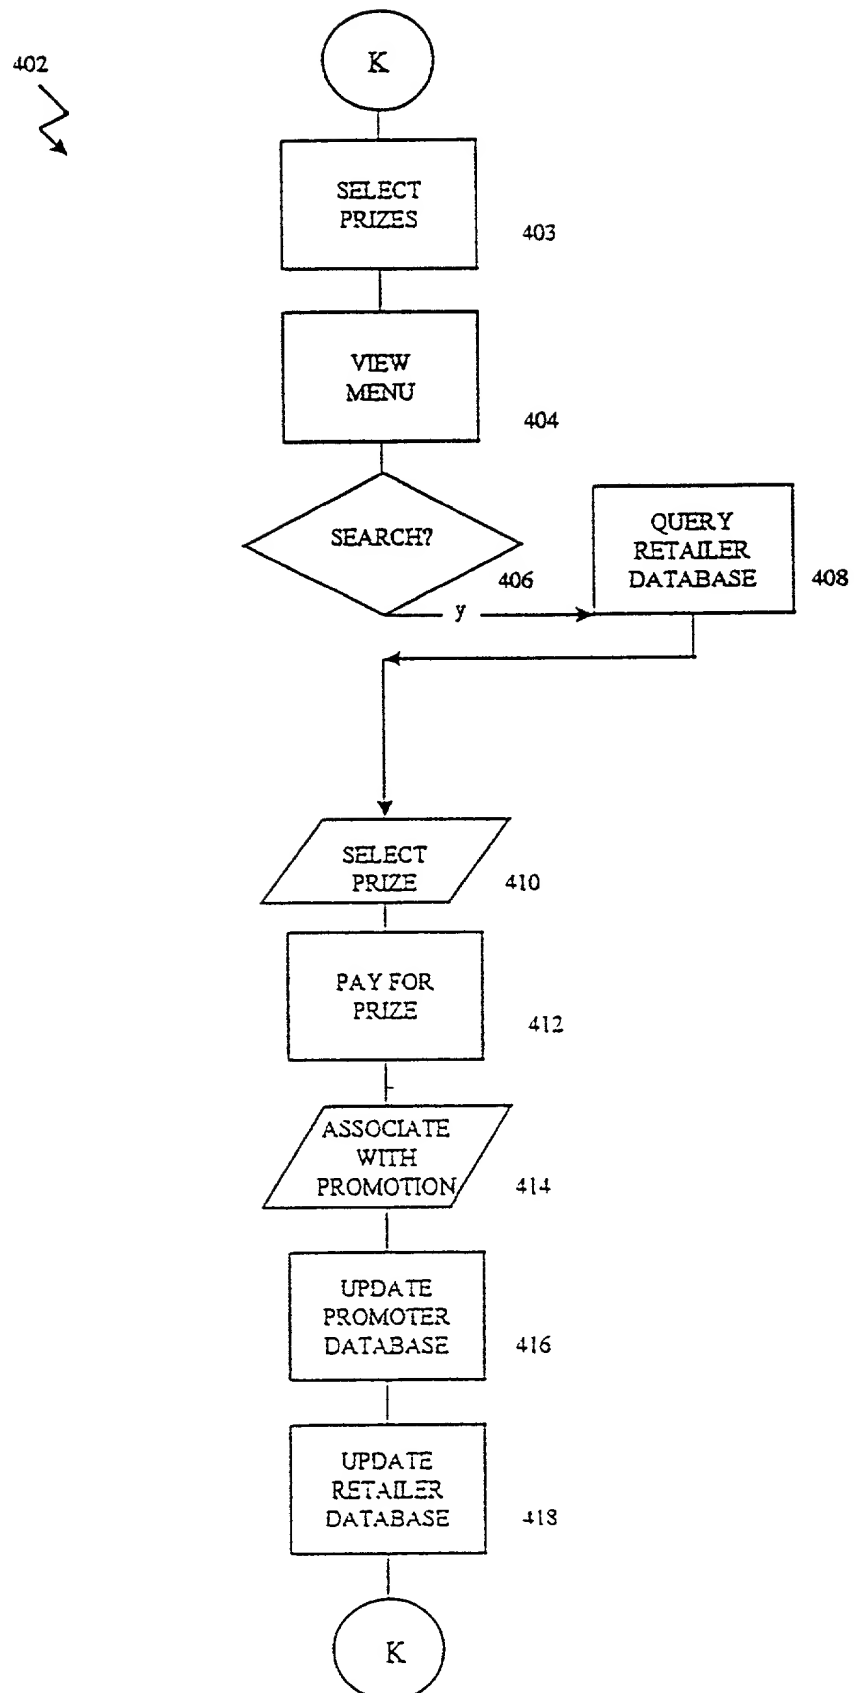 402
K
SELECT
PRIZES
403
VIEW
MENU
404
SEARCH?
406
QUERY
RETAILER
DATABASE
408
y
SELECT
PRIZE
410
PAY FOR
PRIZE
412
ASSOCIATE
WITH
PROMOTION
414
UPDATE
PROMOTER
DATABASE
416
UPDATE
RETAILER
DATABASE
418
K